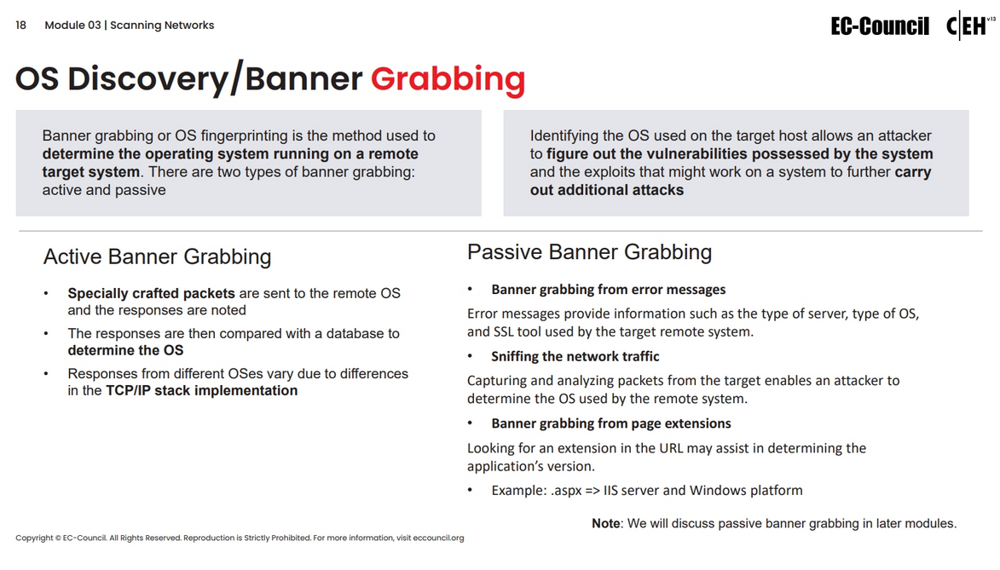 18 Module 03 | Scanning Networks
EC-Council C|EH v13
OS Discovery/Banner Grabbing
Banner grabbing or OS fingerprinting is the method used to
determine the operating system running on a remote
target system. There are two types of banner grabbing:
active and passive
Identifying the OS used on the target host allows an attacker
to figure out the vulnerabilities possessed by the system
and the exploits that might work on a system to further carry
out additional attacks
Active Banner Grabbing
• Specially crafted packets are sent to the remote OS
and the responses are noted
• The responses are then compared with a database to
determine the OS
• Responses from different OSes vary due to differences
in the TCP/IP stack implementation
Passive Banner Grabbing
• Banner grabbing from error messages
Error messages provide information such as the type of server, type of OS,
and SSL tool used by the target remote system.
• Sniffing the network traffic
Capturing and analyzing packets from the target enables an attacker to
determine the OS used by the remote system.
• Banner grabbing from page extensions
Looking for an extension in the URL may assist in determining the
application’s version.
• Example: .aspx => IIS server and Windows platform
Note: We will discuss passive banner grabbing in later modules.
Copyright © EC-Council. All Rights Reserved. Reproduction is Strictly Prohibited. For more information, visit eccouncil.org